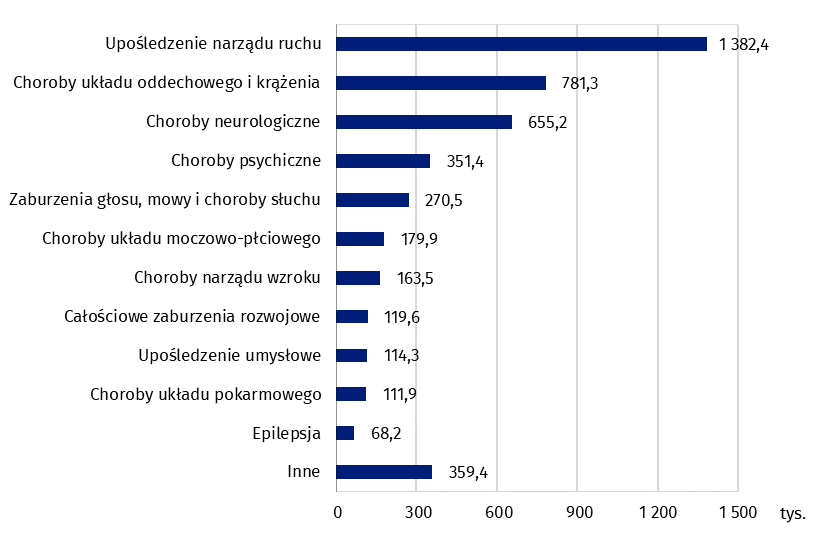 Upośledzenie narządu ruchu 1 382,4
Choroby układu oddechowego i krążenia 781,3
Choroby neurologiczne 655,2
Choroby psychiczne 351,4
Zaburzenia głosu, mowy i choroby słuchu 270,5
Choroby układu moczowo-płciowego 179,9
Choroby narządu wzroku 163,5
Całościowe zaburzenia rozwojowe 119,6
Upośledzenie umysłowe 114,3
Choroby układu pokarmowego 111,9
Epilepsja 68,2
Inne 359,4
0 300 600 900 1 200 1 500 tys.